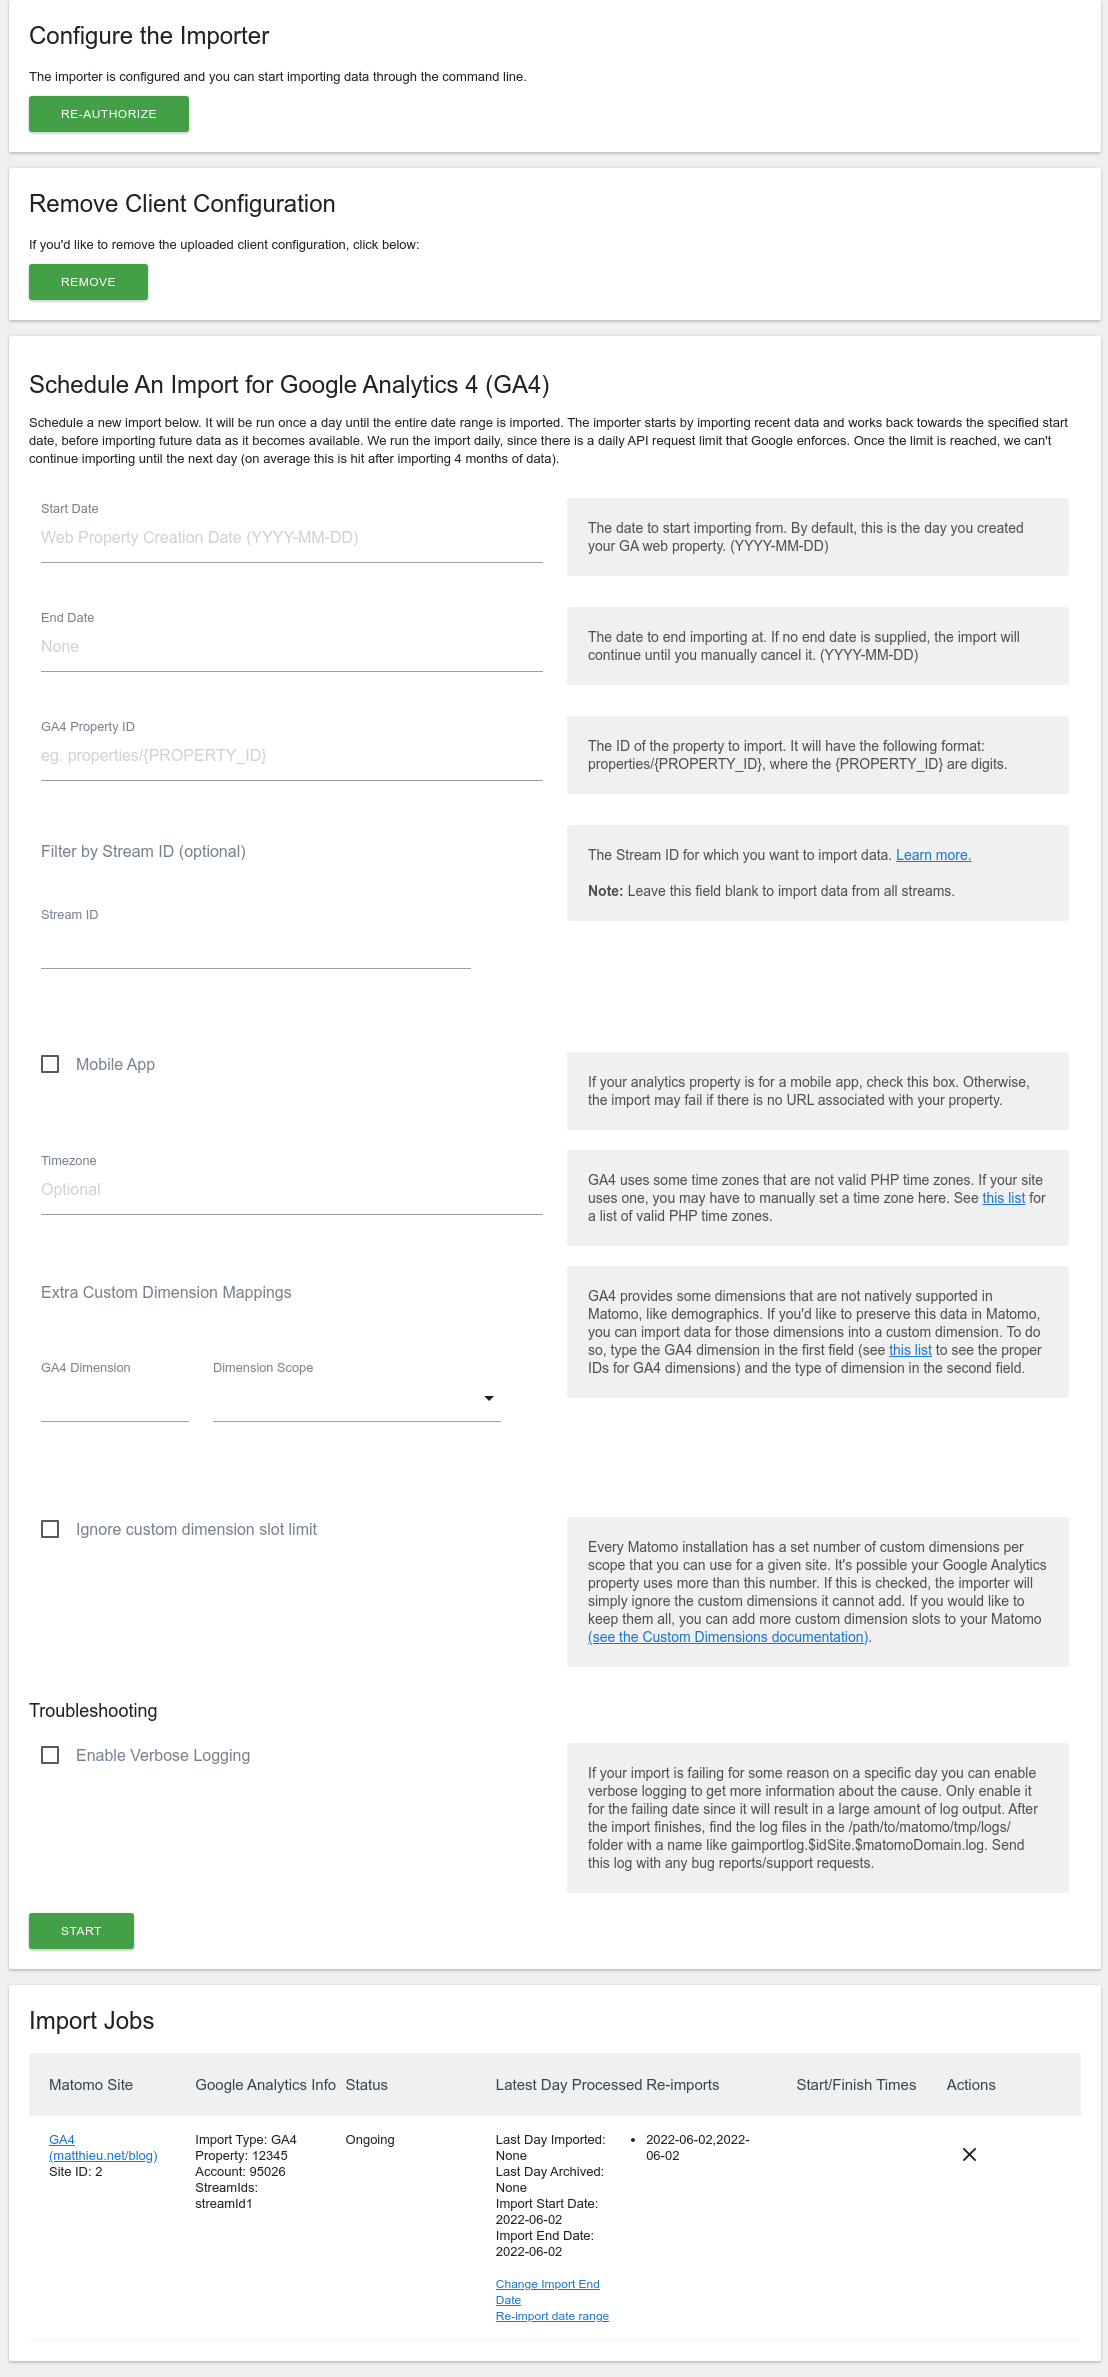 Configure the Importer
The importer is configured and you can start importing data through the command line.
RE-AUTHORIZE
Remove Client Configuration
If you'd like to remove the uploaded client configuration, click below:
REMOVE
Schedule An Import for Google Analytics 4 (GA4)
Schedule a new import below. It will be run once a day until the entire date range is imported. The importer starts by importing recent data and works back towards the specified start
date, before importing future data as it becomes available. We run the import daily, since there is a daily API request limit that Google enforces. Once the limit is reached, we can't
continue importing until the next day (on average this is hit after importing 4 months of data).
Start Date
Web Property Creation Date (YYYY-MM-DD)
The date to start importing from. By default, this is the day you created
your GA web property. (YYYY-MM-DD)
End Date
None
The date to end importing at. If no end date is supplied, the import will
continue until you manually cancel it. (YYYY-MM-DD)
GA4 Property ID
eg. properties/{PROPERTY_ID}
The ID of the property to import. It will have the following format:
properties/{PROPERTY_ID}, where the {PROPERTY_ID} are digits.
Filter by Stream ID (optional)
The Stream ID for which you want to import data. Learn more.
Note: Leave this field blank to import data from all streams.
Stream ID
Mobile App
If your analytics property is for a mobile app, check this box. Otherwise,
the import may fail if there is no URL associated with your property.
Timezone
Optional
GA4 uses some time zones that are not valid PHP time zones. If your site
uses one, you may have to manually set a time zone here. See this list for
a list of valid PHP time zones.
Extra Custom Dimension Mappings
GA4 Dimension
Dimension Scope
GA4 provides some dimensions that are not natively supported in
Matomo, like demographics. If you'd like to preserve this data in Matomo,
you can import data for those dimensions into a custom dimension. To do
so, type the GA4 dimension in the first field (see this list to see the proper
IDs for GA4 dimensions) and the type of dimension in the second field.
Ignore custom dimension slot limit
Every Matomo installation has a set number of custom dimensions per
scope that you can use for a given site. It's possible your Google Analytics
property uses more than this number. If this is checked, the importer will
simply ignore the custom dimensions it cannot add. If you would like to
keep them all, you can add more custom dimension slots to your Matomo
(see the Custom Dimensions documentation).
Troubleshooting
Enable Verbose Logging
If your import is failing for some reason on a specific day you can enable
verbose logging to get more information about the cause. Only enable it
for the failing date since it will result in a large amount of log output. After
the import finishes, find the log files in the /path/to/matomo/tmp/logs/
folder with a name like gaimportlog.$idSite.$matomoDomain.log. Send
this log with any bug reports/support requests.
START
Import Jobs
Matomo Site
Google Analytics Info
Status
Latest Day Processed
Re-imports
Start/Finish Times
Actions
GA4
(matthieu.net/blog)
Site ID: 2
Import Type: GA4
Property: 12345
Account: 95026
StreamIds:
streamId1
Ongoing
Last Day Imported:
None
Last Day Archived:
None
Import Start Date:
2022-06-02
Import End Date:
2022-06-02
Change Import End
Date
Re-import date range
2022-06-02,2022-
06-02